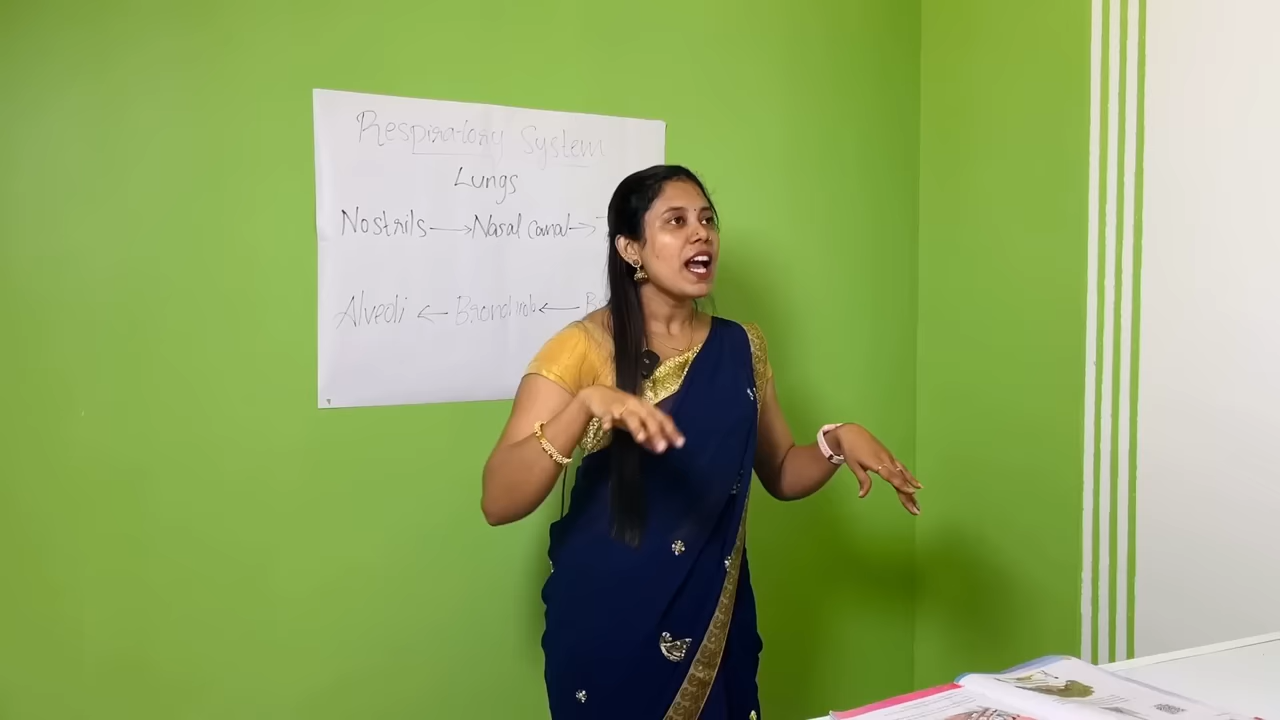 Respiratory System
Lungs
Nostrils → Nasal canal →
Alveoli ← Bronchiole ←